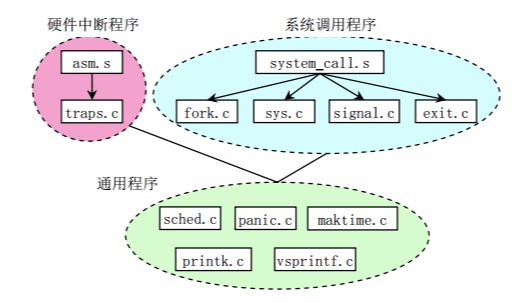 硬件中断程序
系统调用程序
asm.s
system_call.s
traps.c
fork.c
sys.c
signal.c
exit.c
通用程序
sched.c
panic.c
maktime.c
printk.c
vsprintf.c